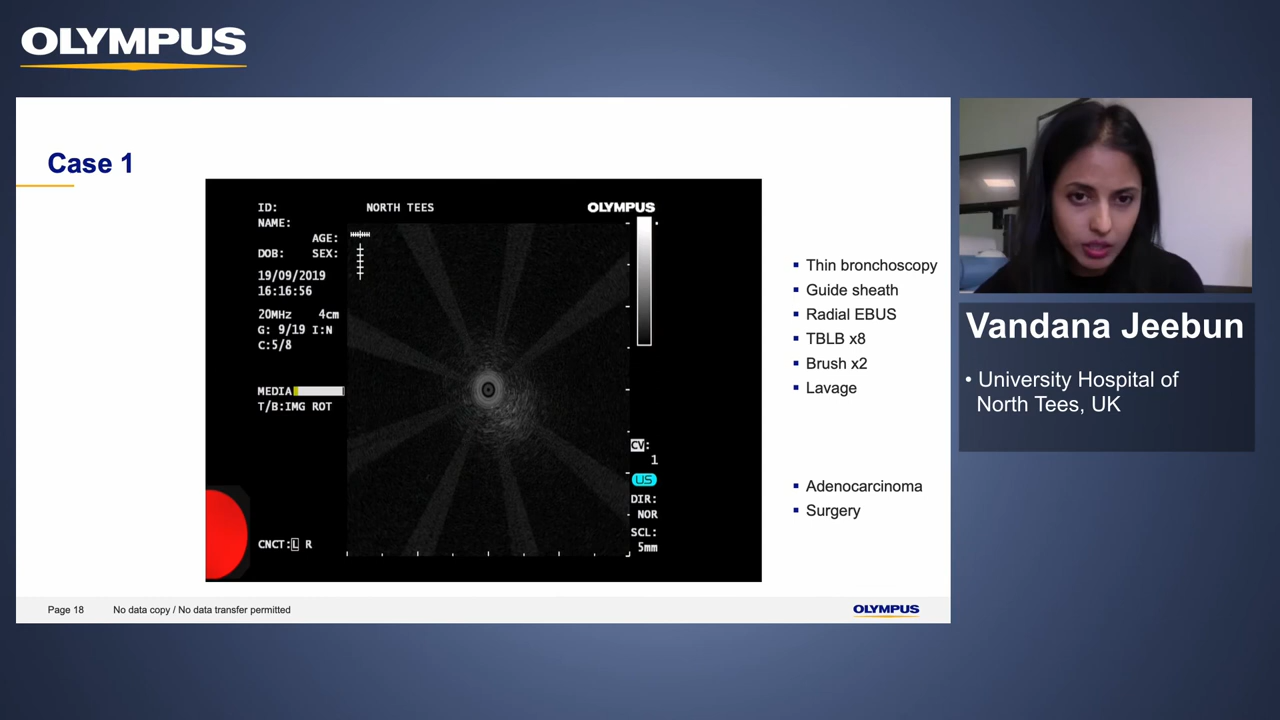 OLYMPUS
Case 1
ID:
NORTH TEES
OLYMPUS
NAME:
AGE:
DOB: SEX:
19/09/2019
16:16:56
20MHz 4cm
G: 9/19 I:N
C:5/8
MEDIA
T/B:IMG ROT
CNCT:L R
CV:
1
US
DIR:
NOR
SCL:
5mm
▪ Thin bronchoscopy
▪ Guide sheath
▪ Radial EBUS
▪ TBLB x8
▪ Brush x2
▪ Lavage
▪ Adenocarcinoma
▪ Surgery
Page 18 No data copy / No data transfer permitted
OLYMPUS
Vandana Jeebun
• University Hospital of
North Tees, UK